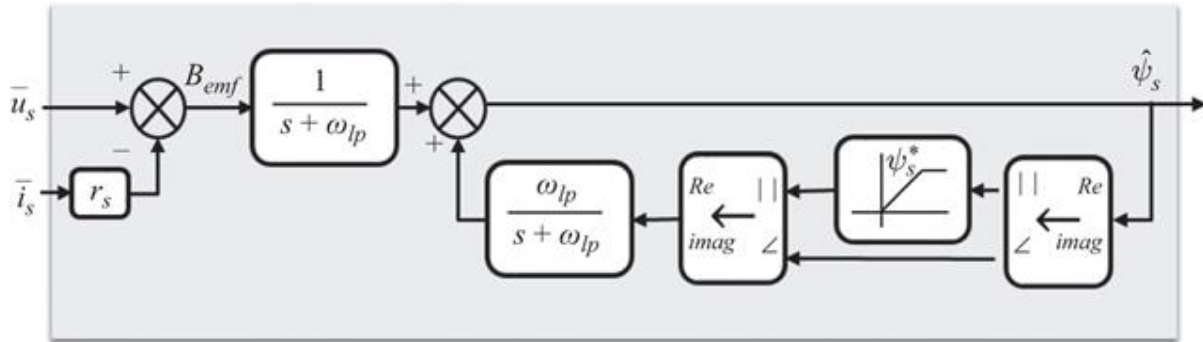 ū_s
+
−
B_emf
ī_s
r_s
1
s + ω_lp
+
+
ω_lp
s + ω_lp
Re
imag
| |
∠
ψ_s*
| |
∠
Re
imag
ψ̂_s